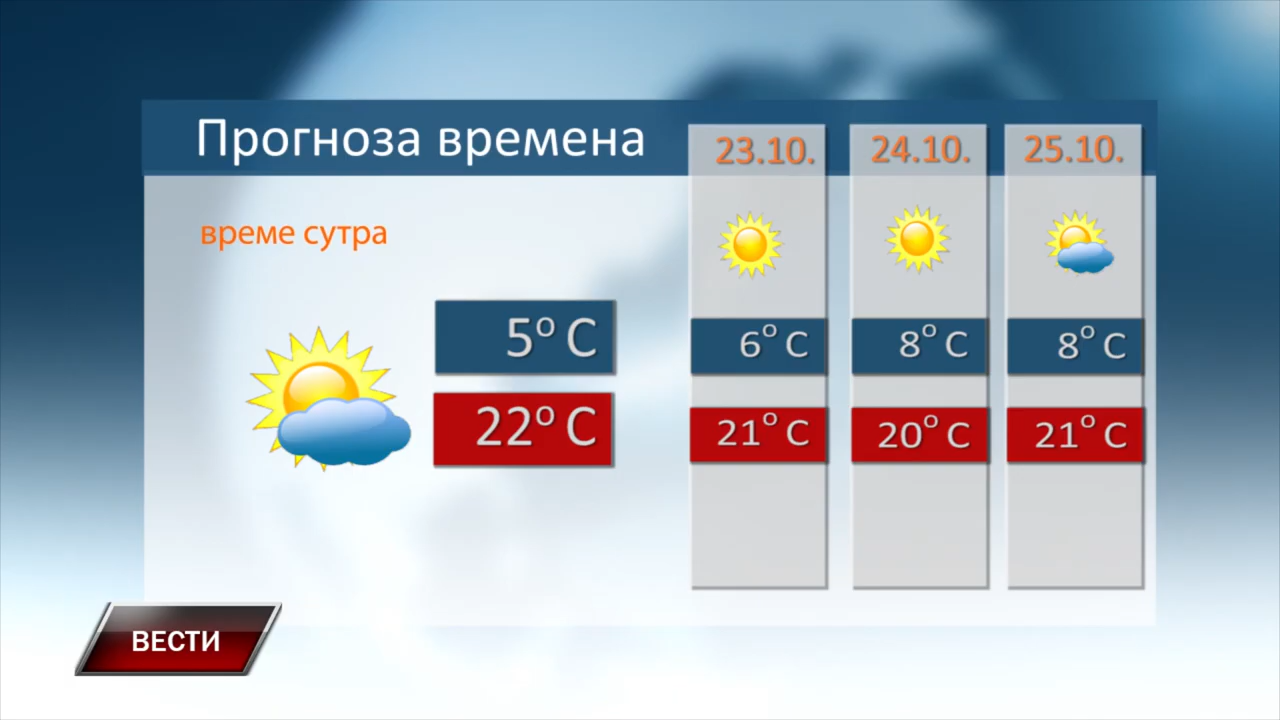 Прогноза времена
време сутра
5° C
22° C
23.10.
6° C
21° C
24.10.
8° C
20° C
25.10.
8° C
21° C
ВЕСТИ